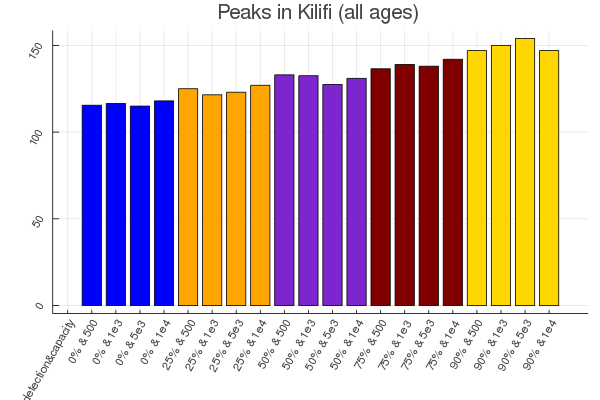 Peaks in Kilifi (all ages)
150
100
50
0
detection&capacity
0% & 500
0% & 1e3
0% & 5e3
0% & 1e4
25% & 500
25% & 1e3
25% & 5e3
25% & 1e4
50% & 500
50% & 1e3
50% & 5e3
50% & 1e4
75% & 500
75% & 1e3
75% & 5e3
75% & 1e4
90% & 500
90% & 1e3
90% & 5e3
90% & 1e4